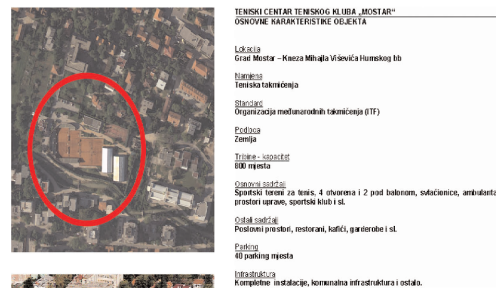 TENISKI CENTAR TENISKOG KLUBA „MOSTAR“
OSNOVNE KARAKTERISTIKE OBJEKTA
Lokacija
Grad Mostar – Kneza Mihajla Viševića Humskog bb
Namjena
Teniska takmičenja
Standard
Organizacija međunarodnih takmičenja (ITF)
Podloga
Zemlja
Tribine - kapacitet
800 mjesta
Osnovni sadržaji
Sportski tereni za tenis, 4 otvorena i 2 pod balonom, svlačionice, ambulanta
prostori uprave, sportski klub i sl.
Ostali sadržaji
Poslovni prostori, restorani, kafići, garderobe i sl.
Parking
40 parking mjesta
Infrastruktura
Kompletne instalacije, komunalna infrastruktura i ostalo.